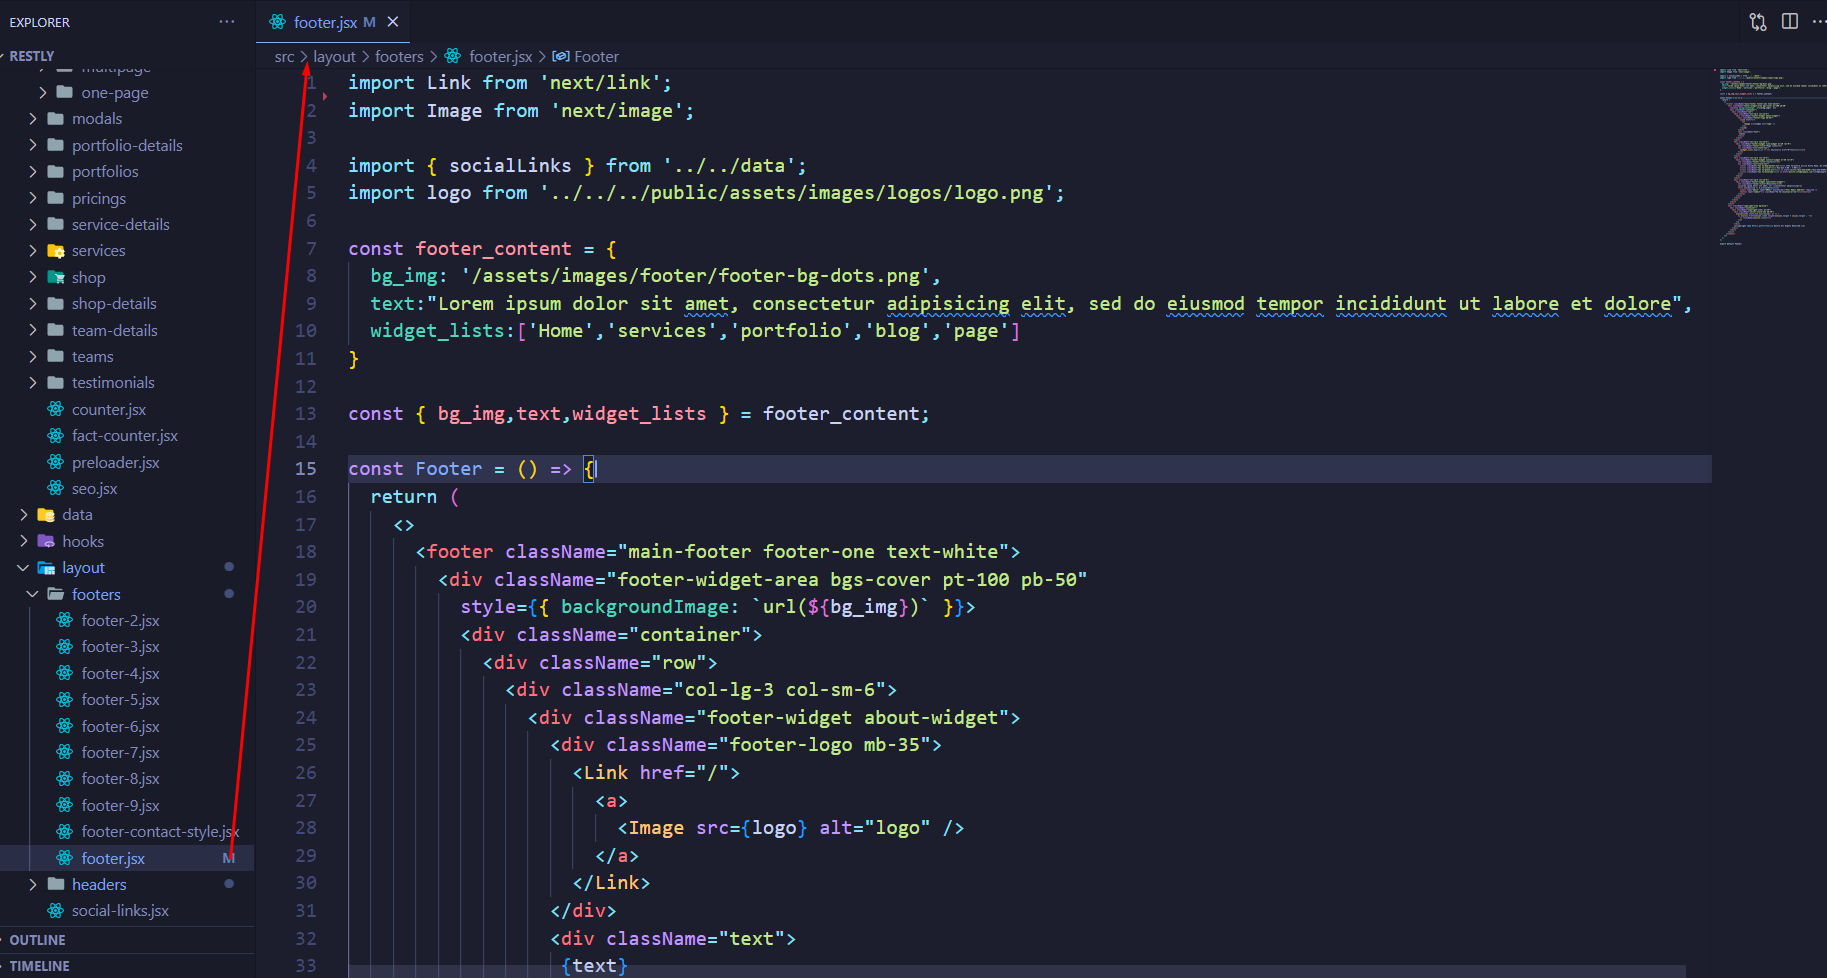 EXPLORER
RESTLY
multipage
one-page
modals
portfolio-details
portfolios
pricings
service-details
services
shop
shop-details
team-details
teams
testimonials
counter.jsx
fact-counter.jsx
preloader.jsx
seo.jsx
data
hooks
layout
footers
footer-2.jsx
footer-3.jsx
footer-4.jsx
footer-5.jsx
footer-6.jsx
footer-7.jsx
footer-8.jsx
footer-9.jsx
footer-contact-style.jsx
footer.jsx M
headers
social-links.jsx
OUTLINE
TIMELINE
footer.jsx M
src > layout > footers > footer.jsx > Footer
1 import Link from 'next/link';
2 import Image from 'next/image';
3
4 import { socialLinks } from '../../data';
5 import logo from '../../../public/assets/images/logos/logo.png';
6
7 const footer_content = {
8 bg_img: '/assets/images/footer/footer-bg-dots.png',
9 text:"Lorem ipsum dolor sit amet, consectetur adipisicing elit, sed do eiusmod tempor incididunt ut labore et dolore",
10 widget_lists:['Home','services','portfolio','blog','page']
11 }
12
13 const { bg_img,text,widget_lists } = footer_content;
14
15 const Footer = () => {
16 return (
17 <>
18 <footer className="main-footer footer-one text-white">
19 <div className="footer-widget-area bgs-cover pt-100 pb-50"
20 style={{ backgroundImage: `url(${bg_img})` }}>
21 <div className="container">
22 <div className="row">
23 <div className="col-lg-3 col-sm-6">
24 <div className="footer-widget about-widget">
25 <div className="footer-logo mb-35">
26 <Link href="/">
27 <a>
28 <Image src={logo} alt="logo" />
29 </a>
30 </Link>
31 </div>
32 <div className="text">
33 {text}